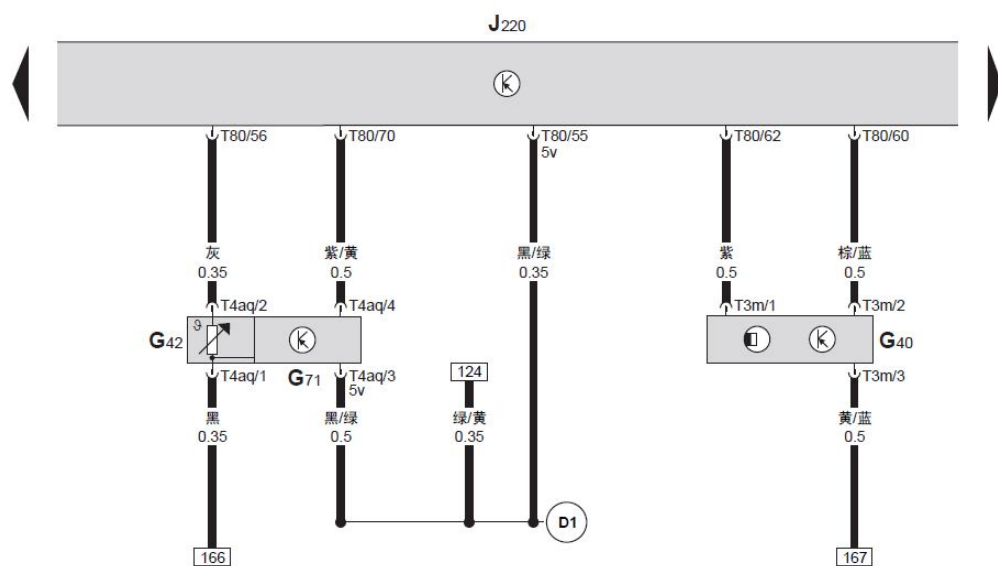 J220
T80/56 T80/70 T80/55 T80/62 T80/60
5v
灰 紫/黄 黑/绿 紫 棕/蓝
0.35 0.5 0.35 0.5 0.5
T4aq/2 T4aq/4 T3m/1 T3m/2
ϑ
G42 G40
T4aq/1 G71 T4aq/3 124 T3m/3
5v
黑 黑/绿 绿/黄 黄/蓝
0.35 0.5 0.35 0.5
D1
166 167